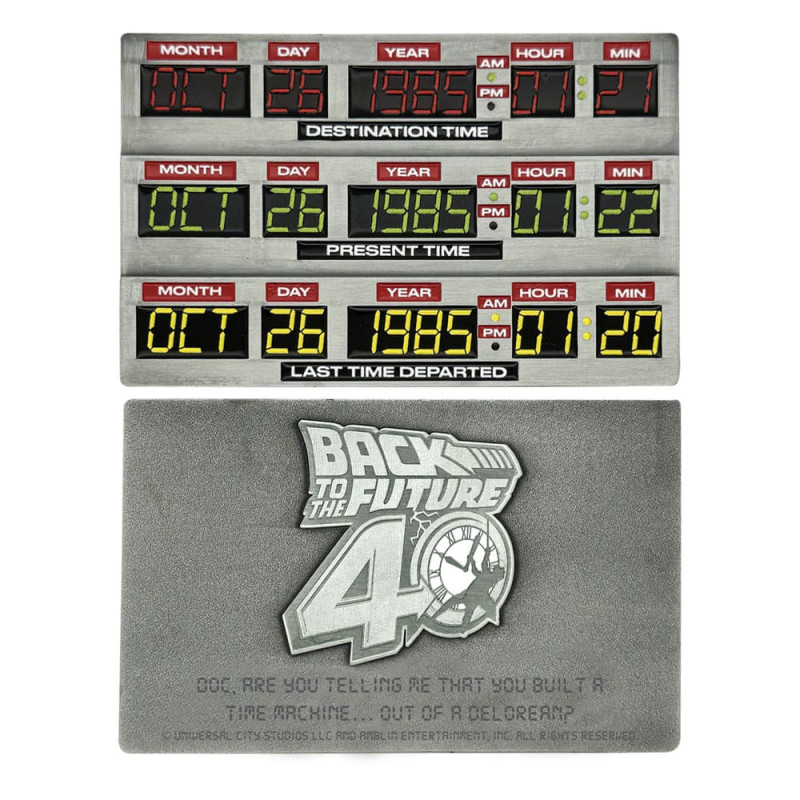 MONTH DAY YEAR AM HOUR MIN
OCT 26 1985 PM 01 : 21
DESTINATION TIME
MONTH DAY YEAR AM HOUR MIN
OCT 26 1985 PM 01 : 22
PRESENT TIME
MONTH DAY YEAR AM HOUR MIN
OCT 26 1985 PM 01 : 20
LAST TIME DEPARTED
BACK
TO THE FUTURE
40
DOC, ARE YOU TELLING ME THAT YOU BUILT A
TIME MACHINE... OUT OF A DELOREAN?
© UNIVERSAL CITY STUDIOS LLC AND AMBLIN ENTERTAINMENT, INC. ALL RIGHTS RESERVED.